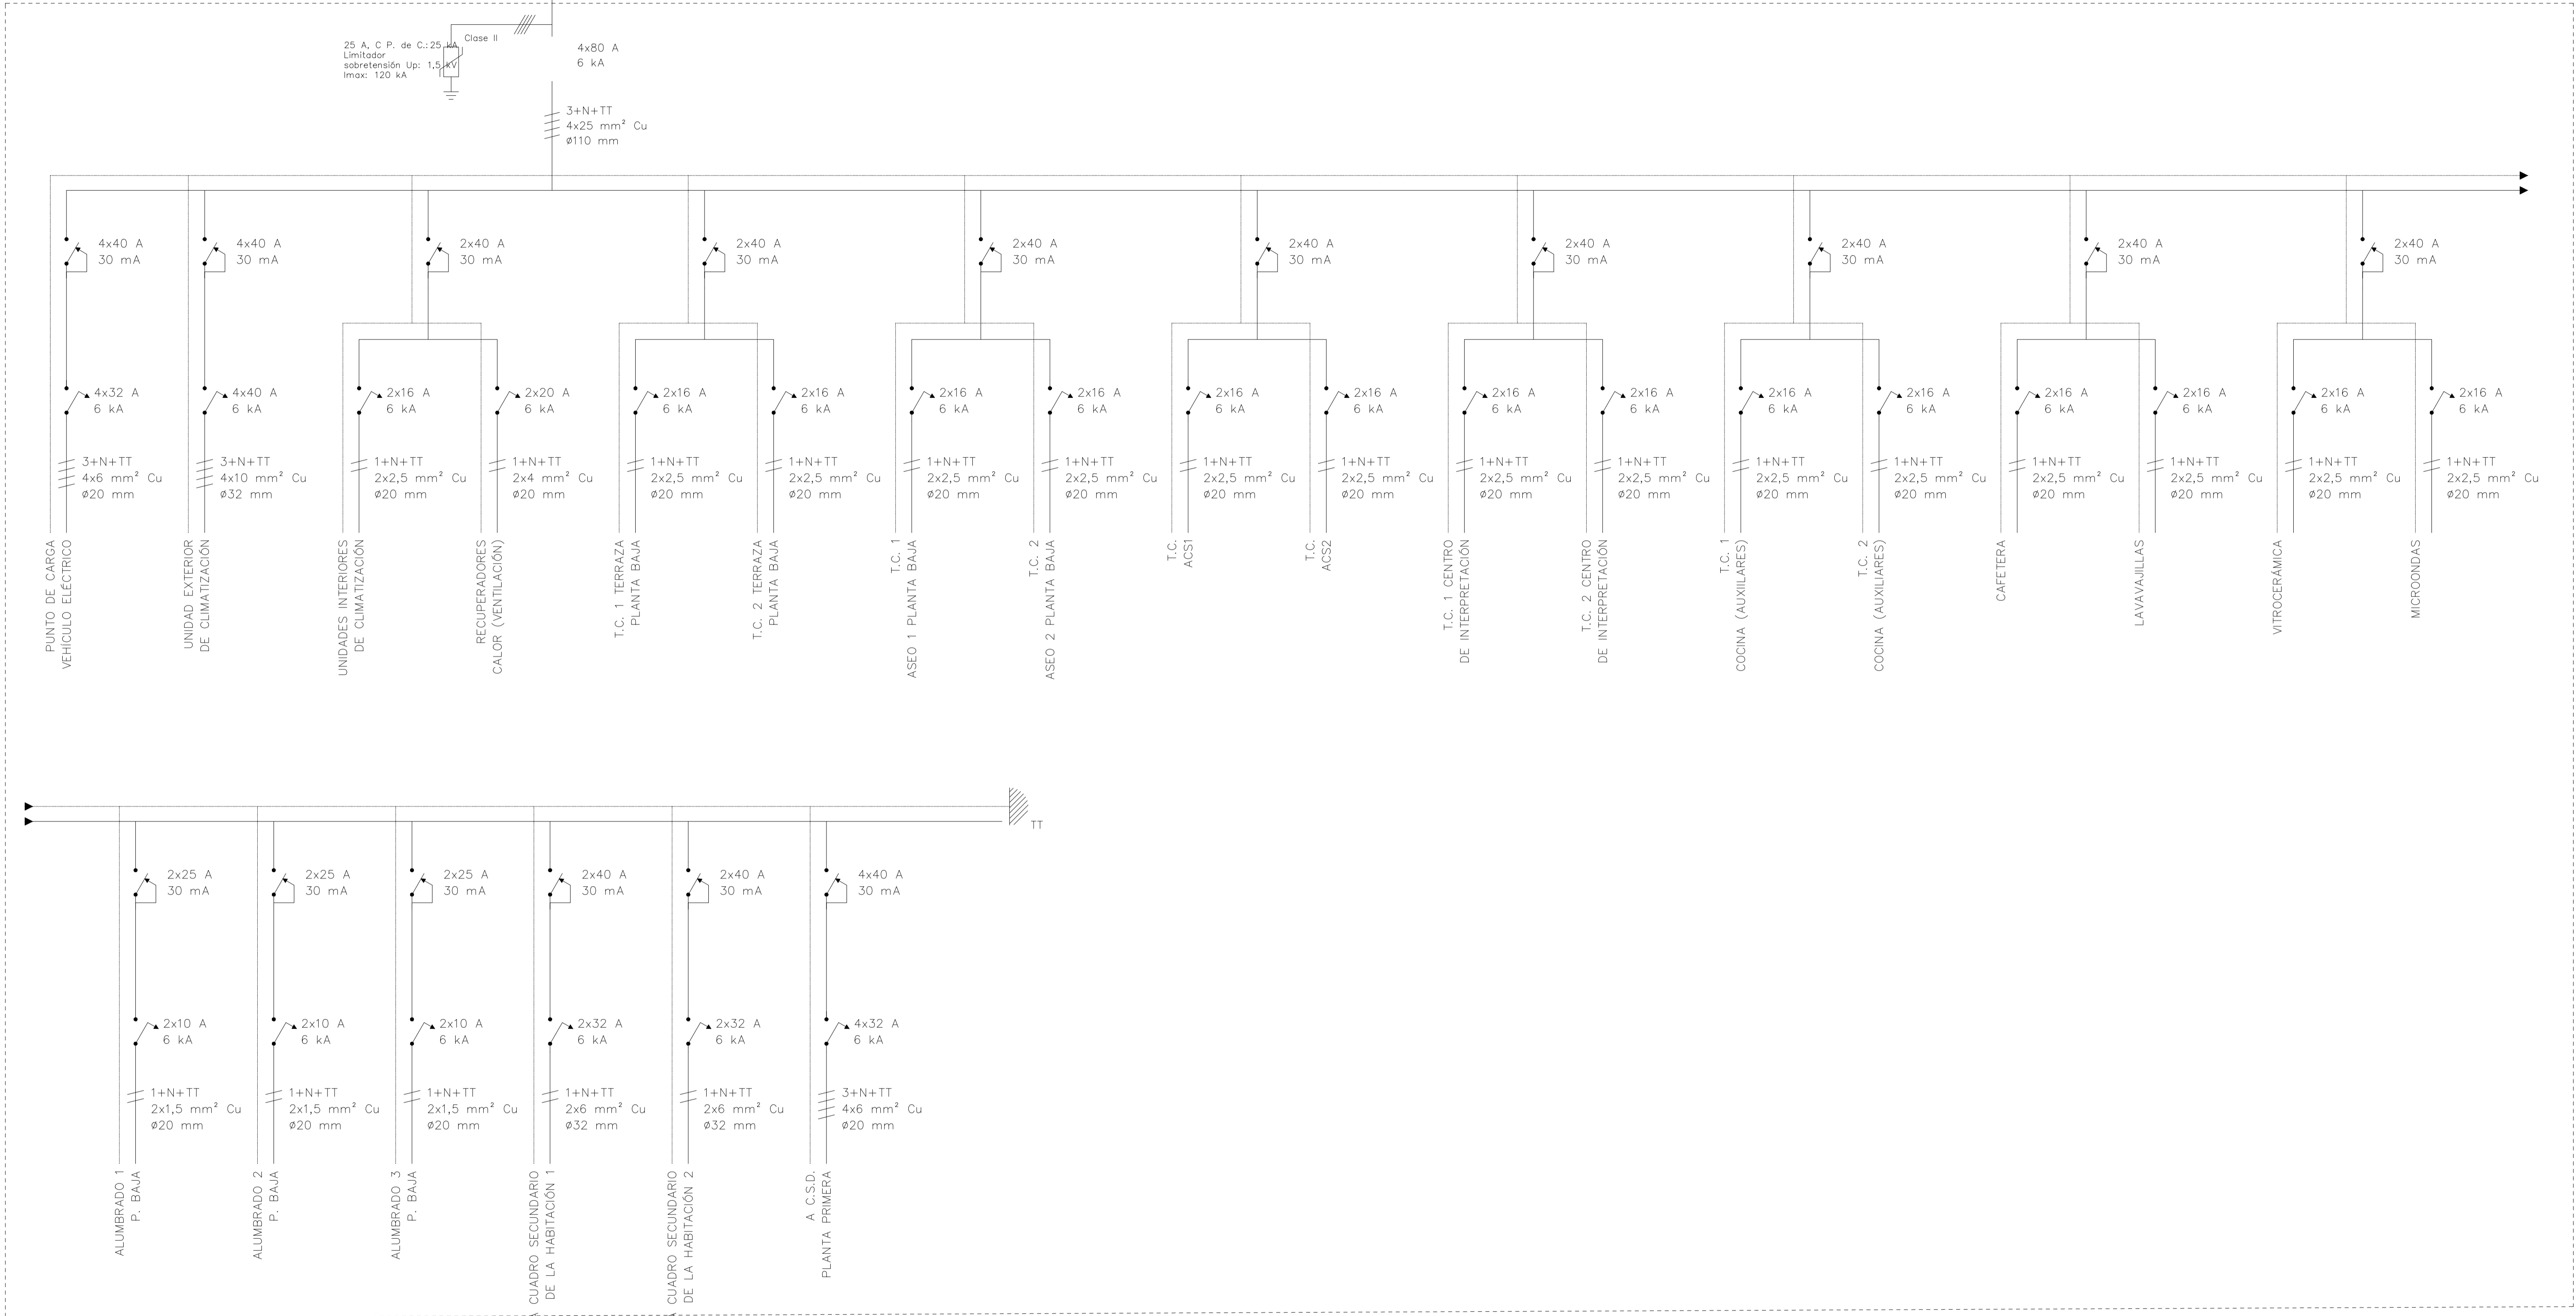 25 A, C P. de C.:25 kA
Limitador
sobretensión Up: 1,5 kV
Imax: 120 kA
Clase II
4x80 A
6 kA
3+N+TT
4x25 mm² Cu
ø110 mm
4x40 A
30 mA
4x40 A
30 mA
2x40 A
30 mA
2x40 A
30 mA
2x40 A
30 mA
2x40 A
30 mA
2x40 A
30 mA
2x40 A
30 mA
2x40 A
30 mA
2x40 A
30 mA
4x32 A
6 kA
4x40 A
6 kA
2x16 A
6 kA
2x20 A
6 kA
2x16 A
6 kA
2x16 A
6 kA
2x16 A
6 kA
2x16 A
6 kA
2x16 A
6 kA
2x16 A
6 kA
2x16 A
6 kA
2x16 A
6 kA
2x16 A
6 kA
2x16 A
6 kA
2x16 A
6 kA
2x16 A
6 kA
2x16 A
6 kA
2x16 A
6 kA
3+N+TT
4x6 mm² Cu
ø20 mm
3+N+TT
4x10 mm² Cu
ø32 mm
1+N+TT
2x2,5 mm² Cu
ø20 mm
1+N+TT
2x4 mm² Cu
ø20 mm
1+N+TT
2x2,5 mm² Cu
ø20 mm
1+N+TT
2x2,5 mm² Cu
ø20 mm
1+N+TT
2x2,5 mm² Cu
ø20 mm
1+N+TT
2x2,5 mm² Cu
ø20 mm
1+N+TT
2x2,5 mm² Cu
ø20 mm
1+N+TT
2x2,5 mm² Cu
ø20 mm
1+N+TT
2x2,5 mm² Cu
ø20 mm
1+N+TT
2x2,5 mm² Cu
ø20 mm
1+N+TT
2x2,5 mm² Cu
ø20 mm
1+N+TT
2x2,5 mm² Cu
ø20 mm
1+N+TT
2x2,5 mm² Cu
ø20 mm
1+N+TT
2x2,5 mm² Cu
ø20 mm
1+N+TT
2x2,5 mm² Cu
ø20 mm
1+N+TT
2x2,5 mm² Cu
ø20 mm
PUNTO DE CARGA
VEHÍCULO ELÉCTRICO
UNIDAD EXTERIOR
DE CLIMATIZACIÓN
UNIDADES INTERIORES
DE CLIMATIZACIÓN
RECUPERADORES
CALOR (VENTILACIÓN)
T.C. 1 TERRAZA
PLANTA BAJA
T.C. 2 TERRAZA
PLANTA BAJA
T.C. 1
ASEO 1 PLANTA BAJA
T.C. 2
ASEO 2 PLANTA BAJA
T.C.
ACS1
T.C.
ACS2
T.C. 1 CENTRO
DE INTERPRETACIÓN
T.C. 2 CENTRO
DE INTERPRETACIÓN
T.C. 1
COCINA (AUXILARES)
T.C. 2
COCINA (AUXILIARES)
CAFETERA
LAVAVAJILLAS
VITROCERÁMICA
MICROONDAS
TT
2x25 A
30 mA
2x25 A
30 mA
2x25 A
30 mA
2x40 A
30 mA
2x40 A
30 mA
4x40 A
30 mA
2x10 A
6 kA
2x10 A
6 kA
2x10 A
6 kA
2x32 A
6 kA
2x32 A
6 kA
4x32 A
6 kA
1+N+TT
2x1,5 mm² Cu
ø20 mm
1+N+TT
2x1,5 mm² Cu
ø20 mm
1+N+TT
2x1,5 mm² Cu
ø20 mm
1+N+TT
2x6 mm² Cu
ø32 mm
1+N+TT
2x6 mm² Cu
ø32 mm
3+N+TT
4x6 mm² Cu
ø20 mm
ALUMBRADO 1
P. BAJA
ALUMBRADO 2
P. BAJA
ALUMBRADO 3
P. BAJA
A CUADRO SECUNDARIO
DE LA HABITACIÓN 1
A CUADRO SECUNDARIO
DE LA HABITACIÓN 2
A C.S.D.
PLANTA PRIMERA